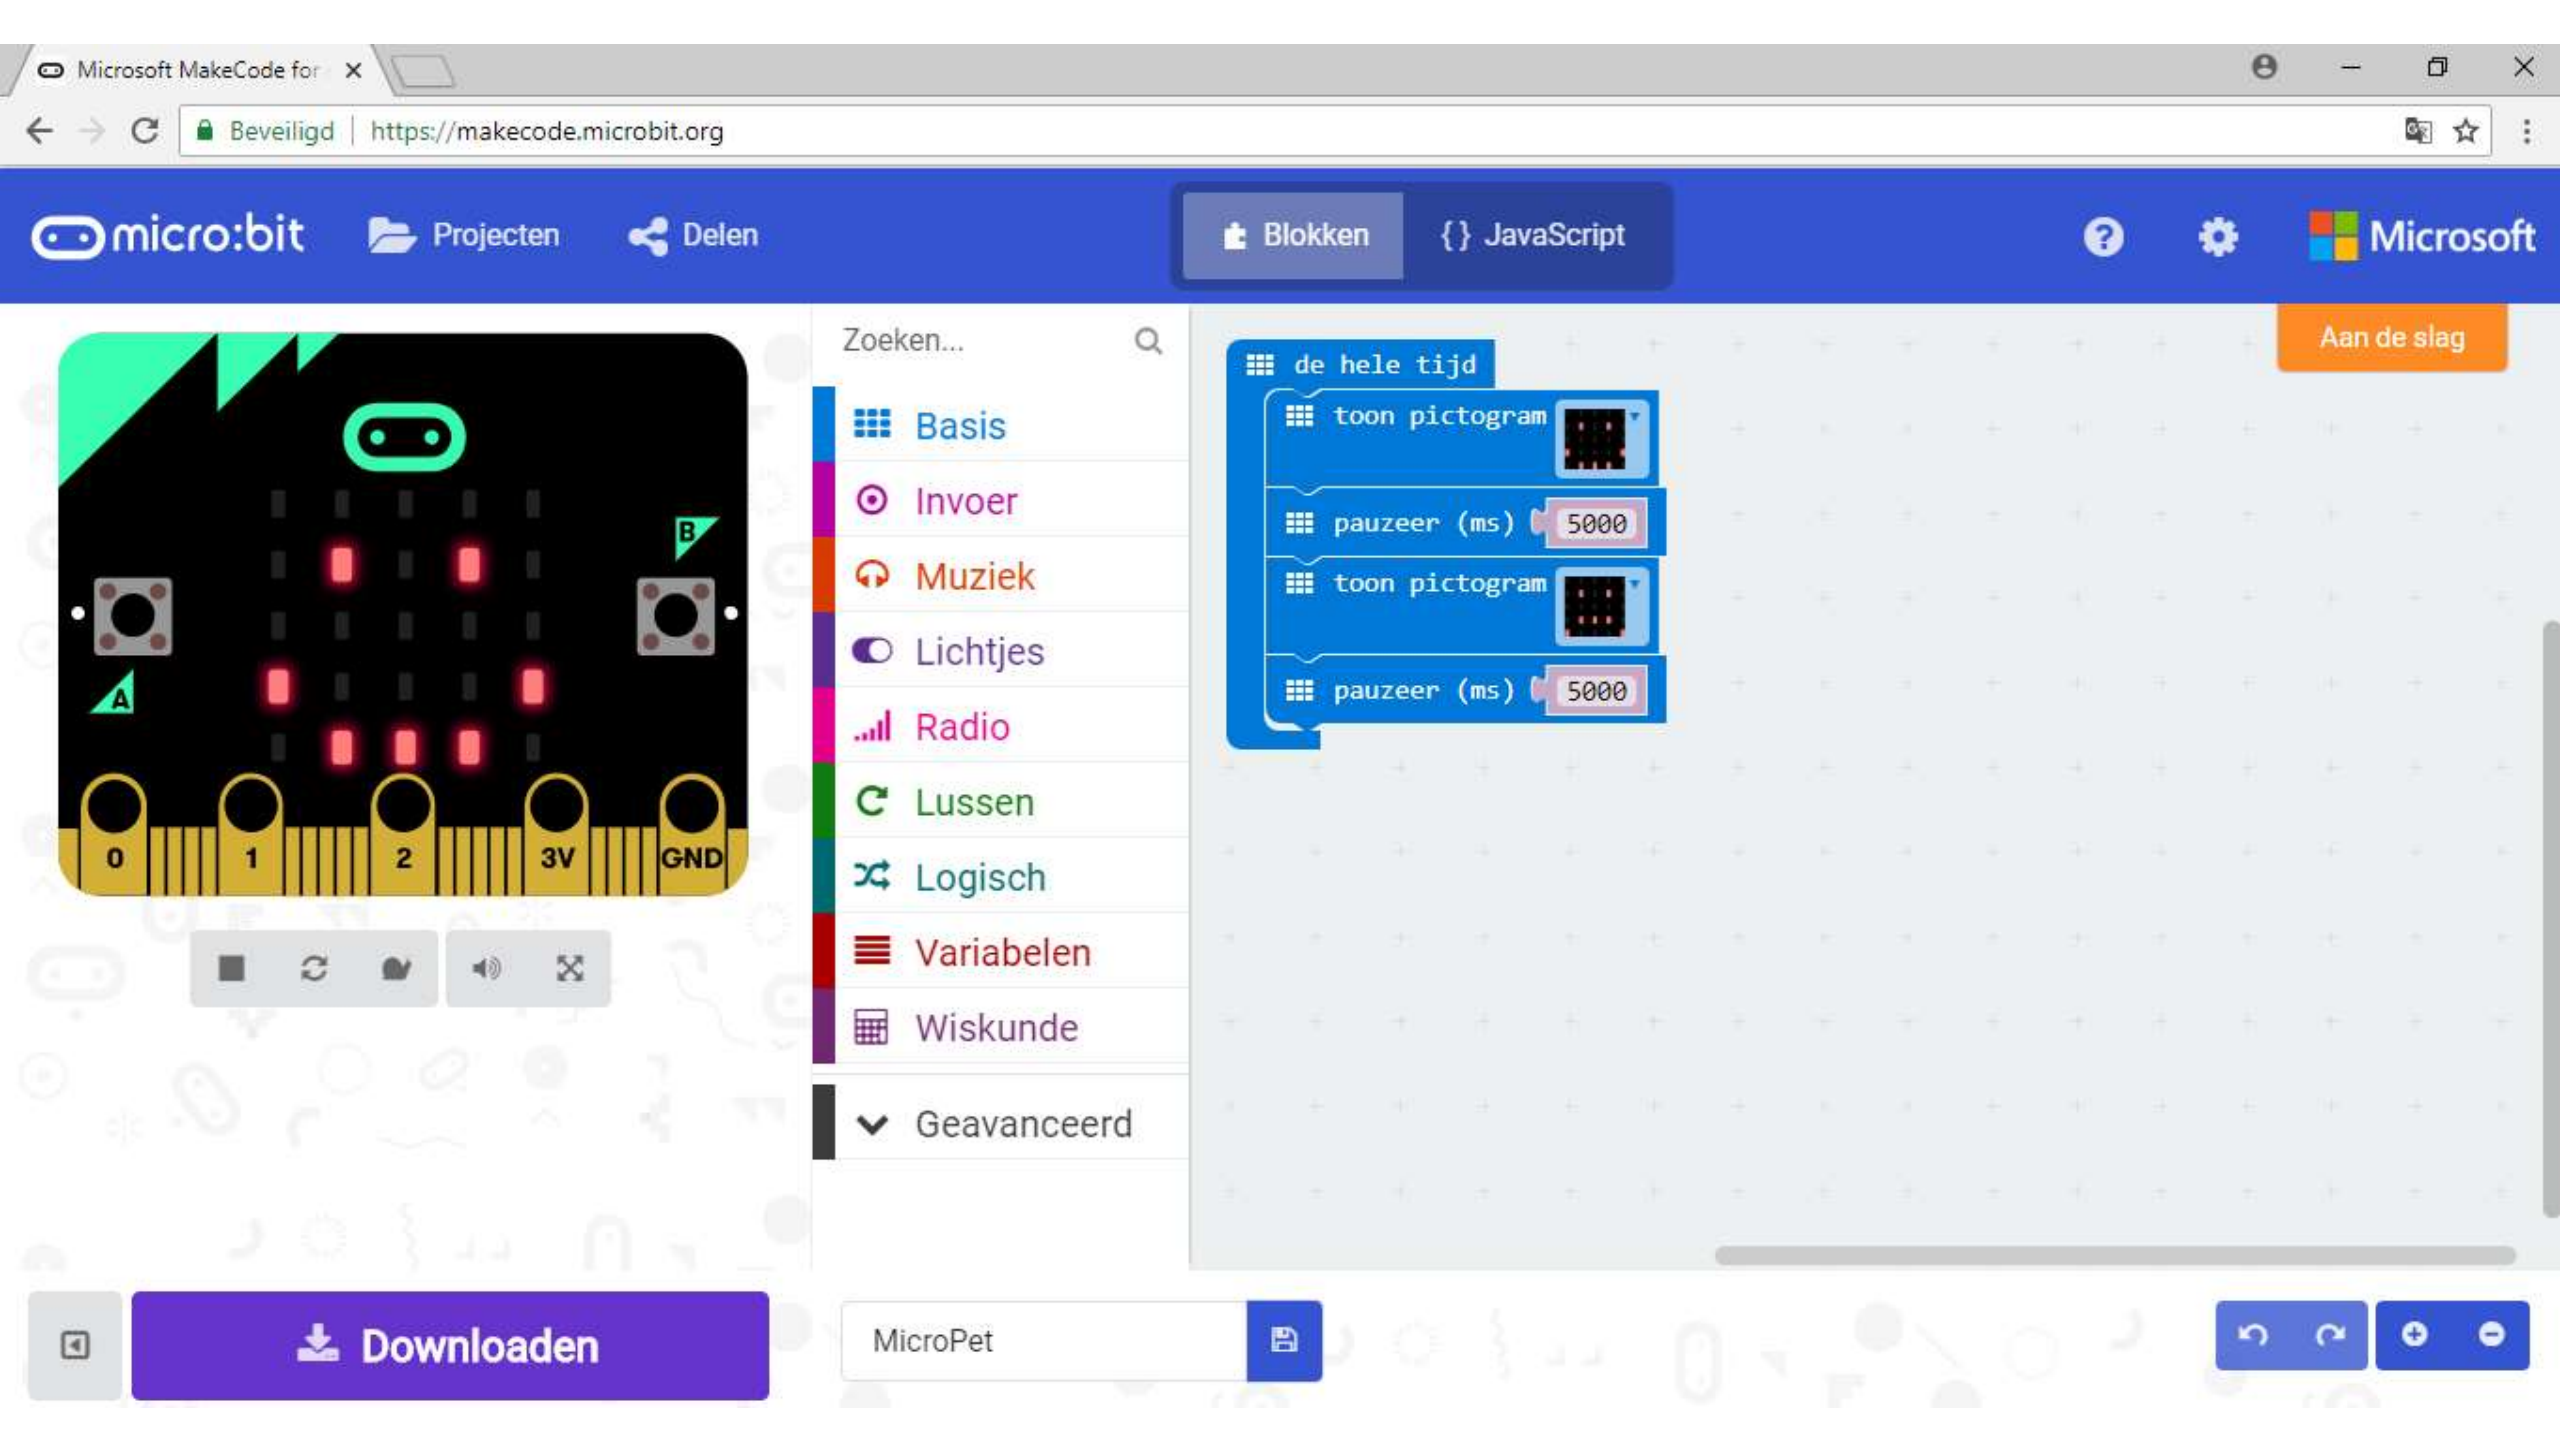 Microsoft MakeCode for
Beveiligd | https://makecode.microbit.org
micro:bit
Projecten
Delen
Blokken
{} JavaScript
Microsoft
Aan de slag
B
A
0
1
2
3V
GND
Zoeken...
Basis
Invoer
Muziek
Lichtjes
Radio
Lussen
Logisch
Variabelen
Wiskunde
Geavanceerd
de hele tijd
toon pictogram
pauzeer (ms) 5000
toon pictogram
pauzeer (ms) 5000
Downloaden
MicroPet